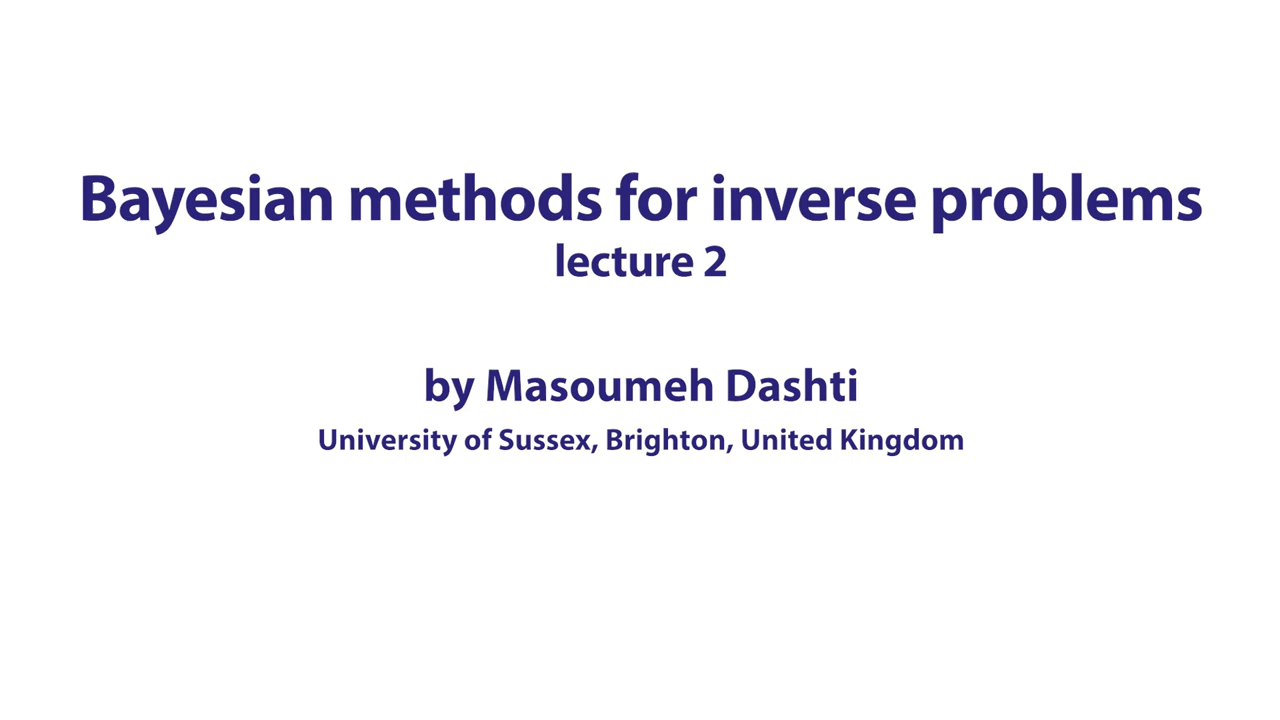 Bayesian methods for inverse problems
lecture 2
by Masoumeh Dashti
University of Sussex, Brighton, United Kingdom